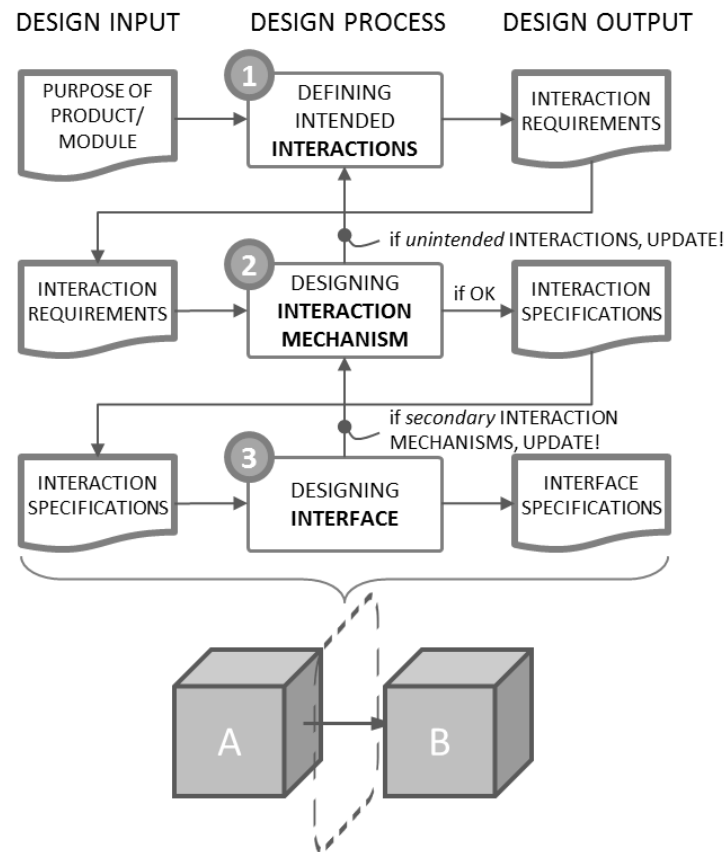 DESIGN INPUT
DESIGN PROCESS
DESIGN OUTPUT
PURPOSE OF
PRODUCT/
MODULE
1
DEFINING
INTENDED
INTERACTIONS
INTERACTION
REQUIREMENTS
if unintended INTERACTIONS, UPDATE!
INTERACTION
REQUIREMENTS
2
DESIGNING
INTERACTION
MECHANISM
if OK
INTERACTION
SPECIFICATIONS
if secondary INTERACTION
MECHANISMS, UPDATE!
INTERACTION
SPECIFICATIONS
3
DESIGNING
INTERFACE
INTERFACE
SPECIFICATIONS
A
B